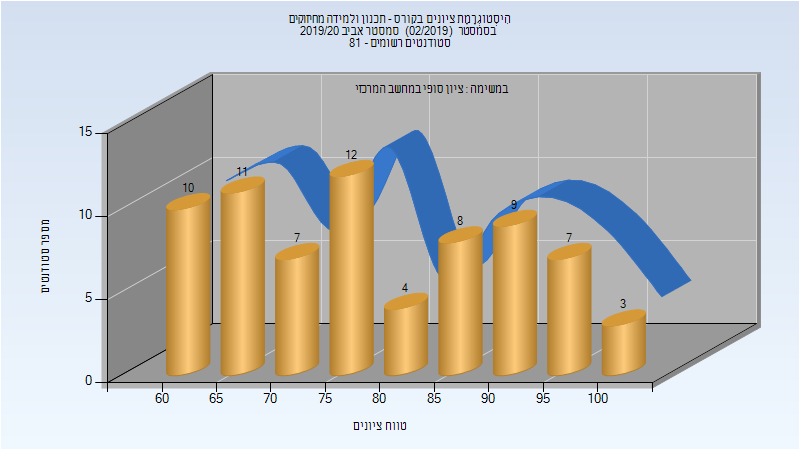 היסטוגרמת ציונים בקורס - תכנון ולמידה מחיזוקים
בסמסטר (02/2019) סמסטר אביב 2019/20
סטודנטים רשומים - 81
במשימה : ציון סופי במחשב המרכזי
15
10
5
0
מספר סטודנטים
10
11
7
12
4
8
9
7
3
60 65 70 75 80 85 90 95 100
טווח ציונים